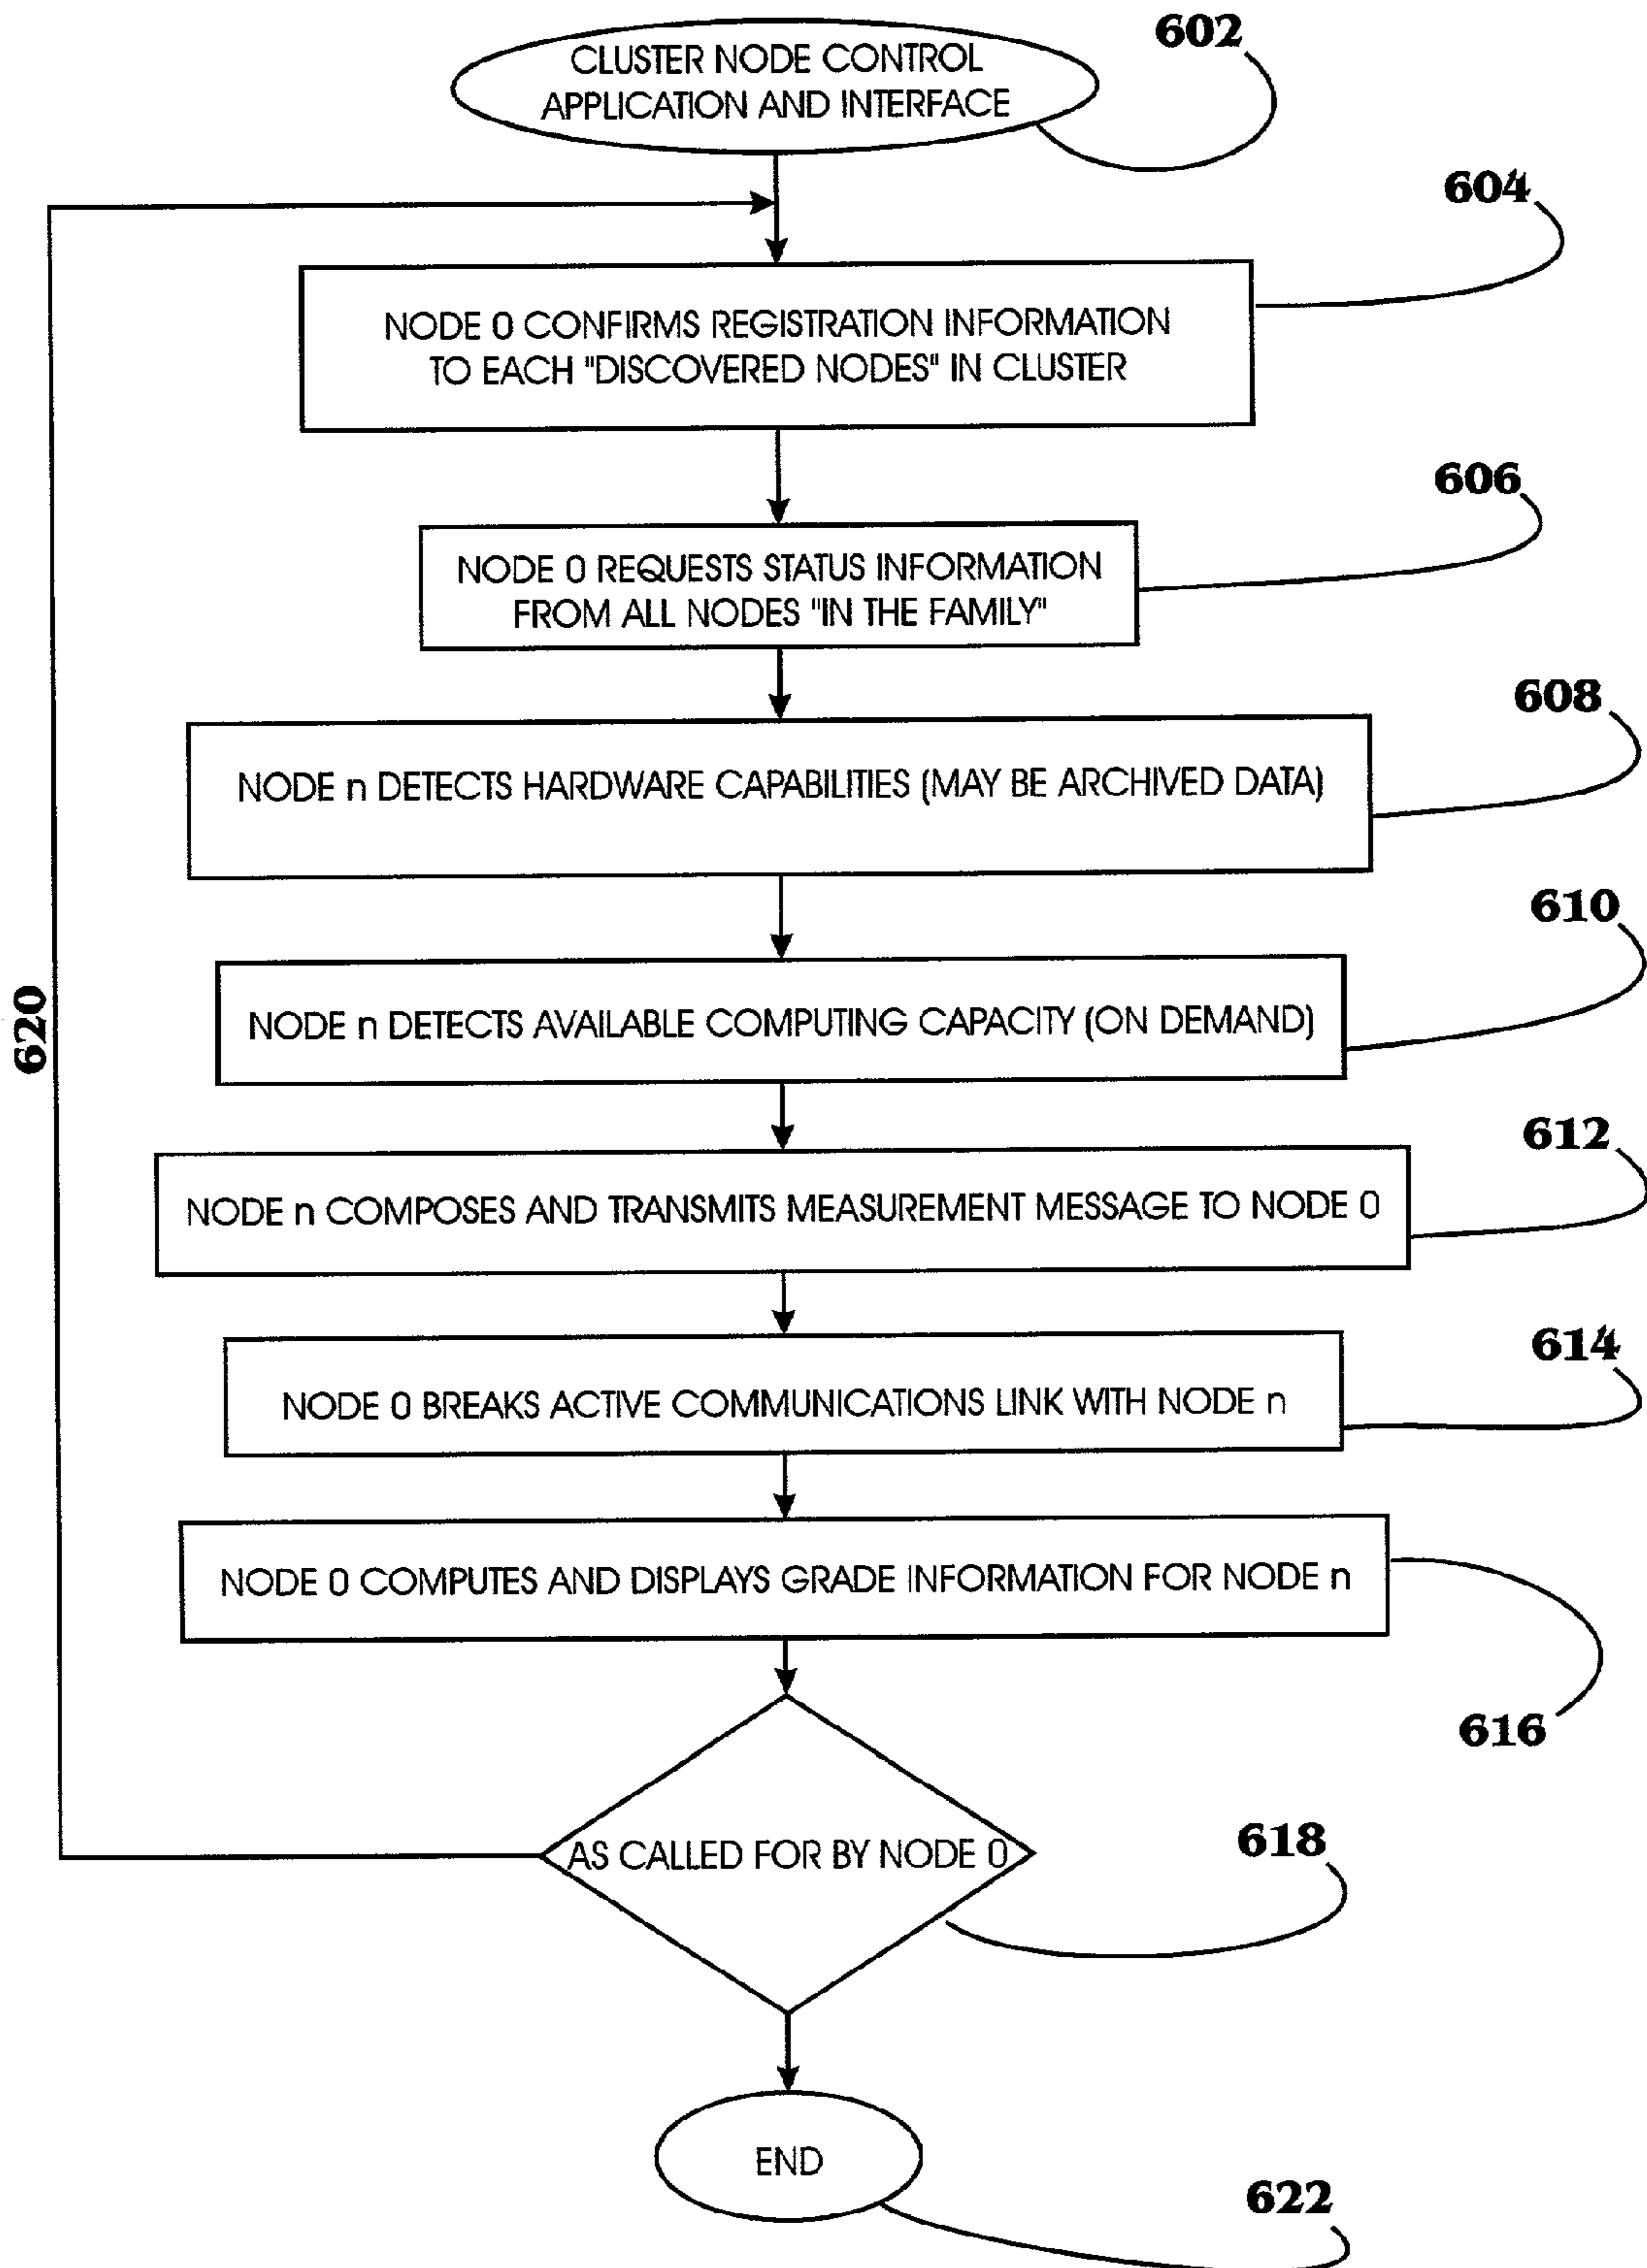 602
CLUSTER NODE CONTROL
APPLICATION AND INTERFACE
604
NODE 0 CONFIRMS REGISTRATION INFORMATION
TO EACH "DISCOVERED NODES" IN CLUSTER
606
NODE 0 REQUESTS STATUS INFORMATION
FROM ALL NODES "IN THE FAMILY"
608
NODE n DETECTS HARDWARE CAPABILITIES (MAY BE ARCHIVED DATA)
610
NODE n DETECTS AVAILABLE COMPUTING CAPACITY (ON DEMAND)
620
612
NODE n COMPOSES AND TRANSMITS MEASUREMENT MESSAGE TO NODE 0
614
NODE 0 BREAKS ACTIVE COMMUNICATIONS LINK WITH NODE n
NODE 0 COMPUTES AND DISPLAYS GRADE INFORMATION FOR NODE n
616
AS CALLED FOR BY NODE 0
618
END
622